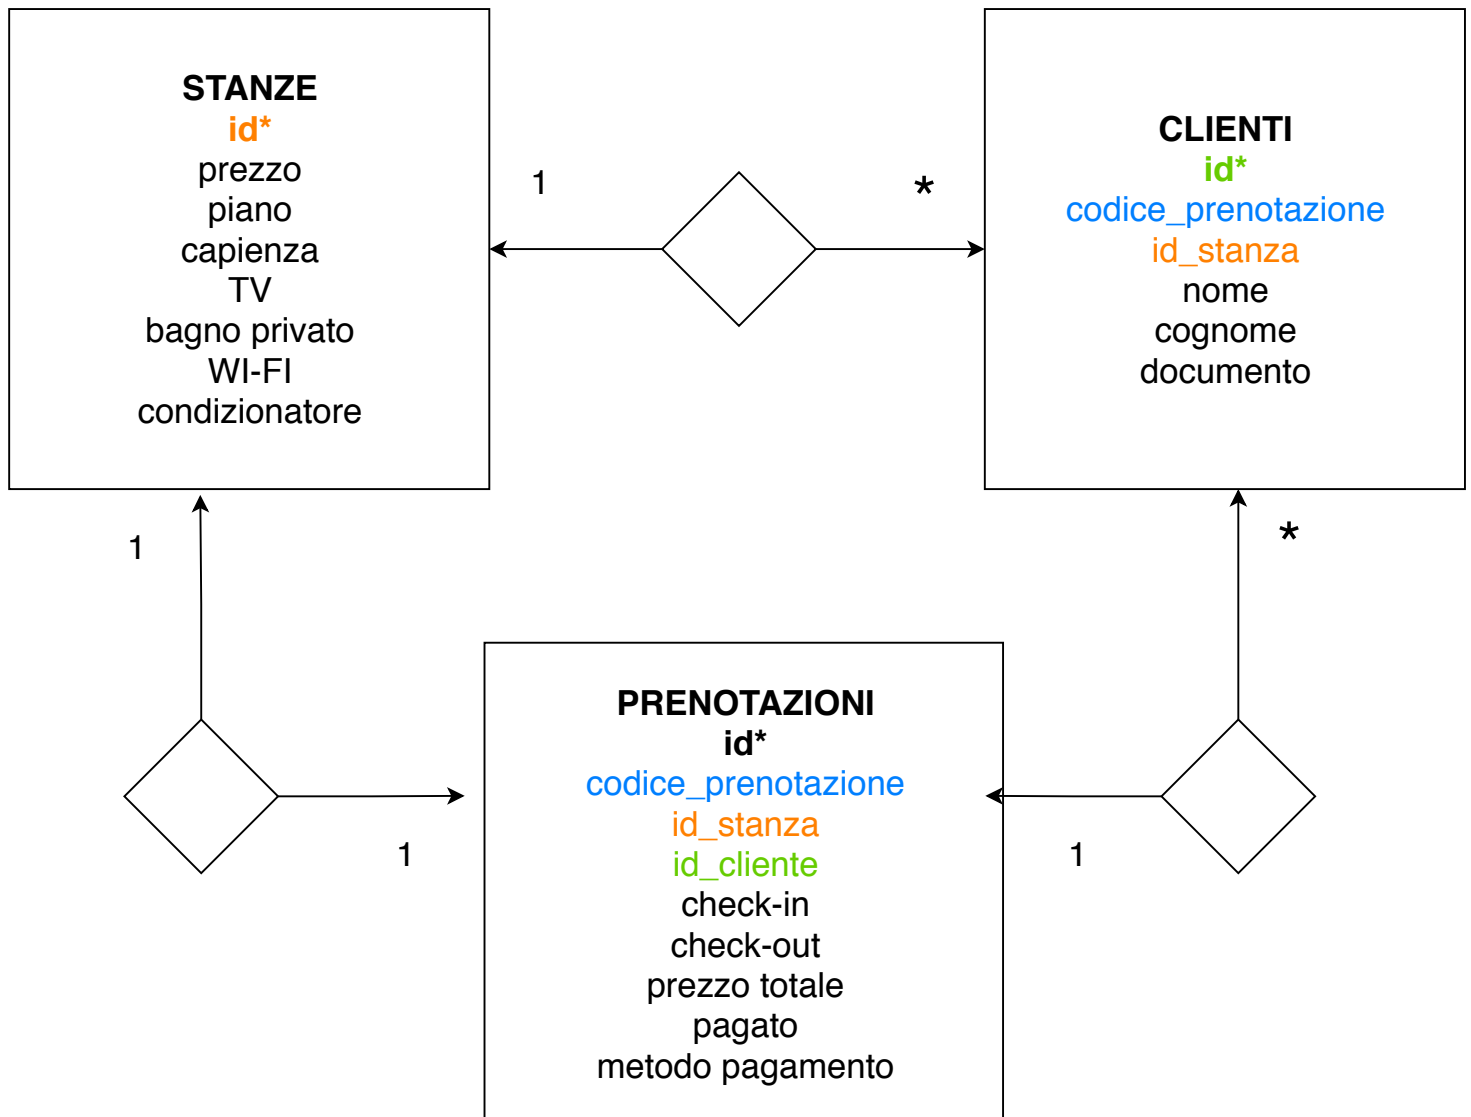 STANZE
id*
prezzo
piano
capienza
TV
bagno privato
WI-FI
condizionatore
1
*
CLIENTI
id*
codice_prenotazione
id_stanza
nome
cognome
documento
1
1
*
1
PRENOTAZIONI
id*
codice_prenotazione
id_stanza
id_cliente
check-in
check-out
prezzo totale
pagato
metodo pagamento